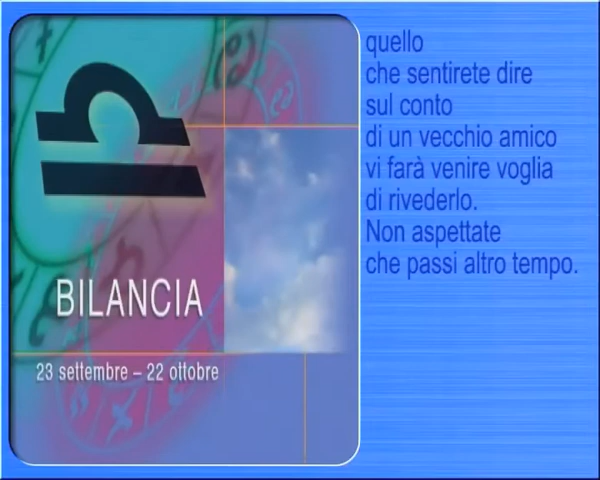 BILANCIA
23 settembre – 22 ottobre
quello
che sentirete dire
sul conto
di un vecchio amico
vi farà venire voglia
di rivederlo.
Non aspettate
che passi altro tempo.